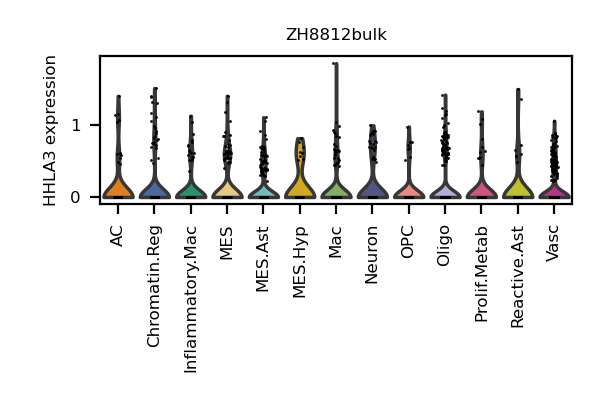 ZH8812bulk
HHLA3 expression
1
0
AC
Chromatin.Reg
Inflammatory.Mac
MES
MES.Ast
MES.Hyp
Mac
Neuron
OPC
Oligo
Prolif.Metab
Reactive.Ast
Vasc